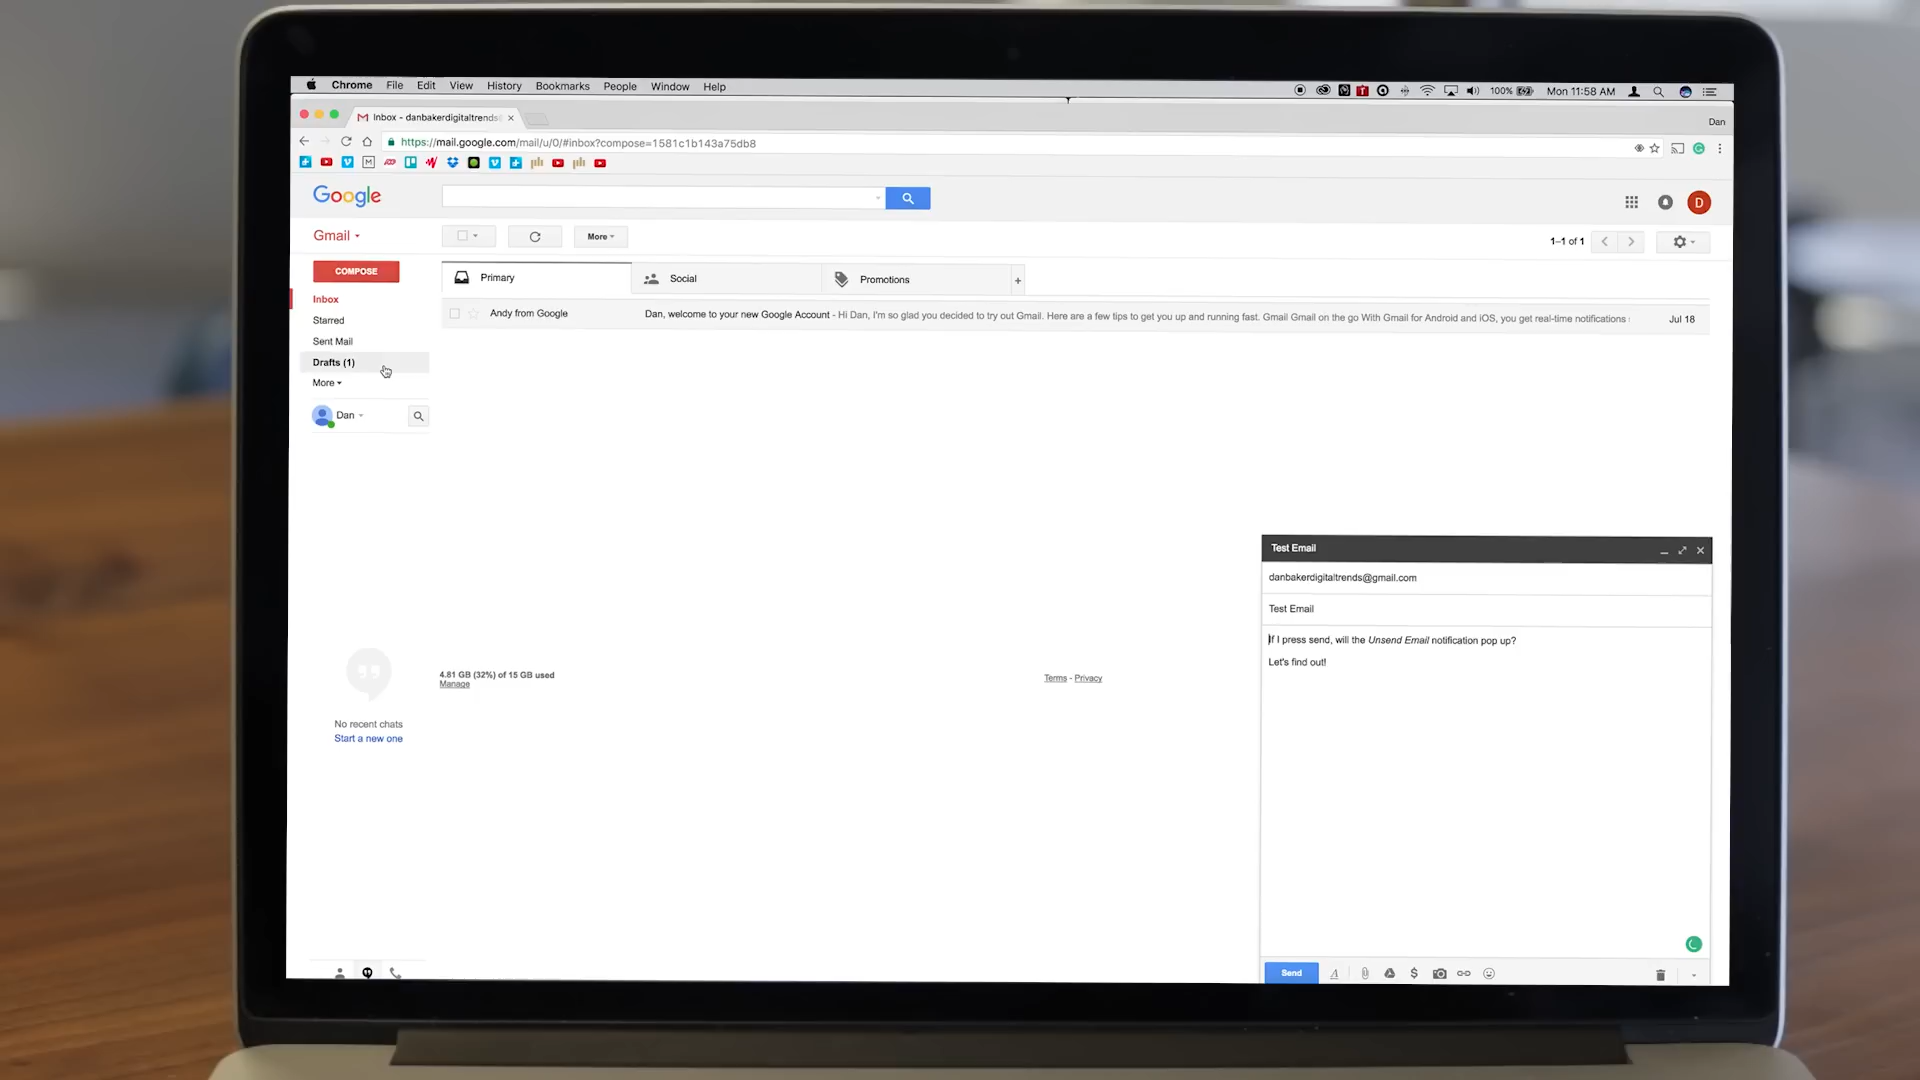 Chrome File Edit View History Bookmarks People Window Help
100% Mon 11:58 AM
Inbox - danbakerdigitaltrends
Dan
https://mail.google.com/mail/u/0/#inbox?compose=1581c1b143a75db8
Google
D
Gmail
More
1–1 of 1
COMPOSE
Primary
Social
Promotions
+
Inbox
Andy from Google
Dan, welcome to your new Google Account - Hi Dan, I'm so glad you decided to try out Gmail. Here are a few tips to get you up and running fast. Gmail Gmail on the go With Gmail for Android and iOS, you get real-time notifications
Jul 18
Starred
Sent Mail
Drafts (1)
More
Dan
Test Email
danbakerdigitaltrends@gmail.com
Test Email
If I press send, will the Unsend Email notification pop up?
Let's find out!
4.81 GB (32%) of 15 GB used
Manage
Terms - Privacy
No recent chats
Start a new one
Send